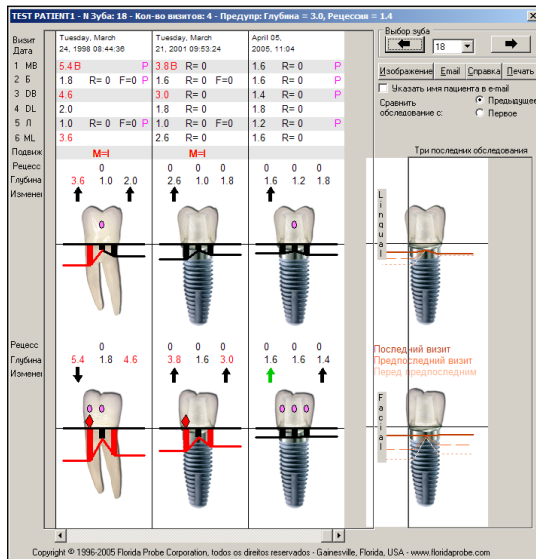 TEST PATIENT1 - N Зуба: 18 - Кол-во визитов: 4 - Предупр: Глубина = 3.0, Рецессия = 1.4
Визит Дата
Tuesday, March 24, 1998 08:44:36
Tuesday, March 21, 2001 09:53:24
April 05, 2005, 11:04
1 MB 5.4 B P 3.8 B R= 0 1.6 R= 0 P
2 Б 1.8 R= 0 F=0 P 1.6 R= 0 1.6 R= 0 P
3 DB 4.6 3.0 R= 0 1.4 R= 0 P
4 DL 2.0 1.8 R= 0 1.8 R= 0
5 Л 1.0 R= 0 F=0 P 1.0 R= 0 1.2 R= 0 P
6 ML 3.6 2.6 R= 0 1.6 R= 0
Подвиж M=I M=I
Рецесс 0 0 0
Глубина 3.6 1.0 2.0 2.6 1.0 1.8 1.6 1.2 1.8
Изменен
Рецесс 0 0 0 0 0 0 0
Глубина 5.4 1.8 4.6 3.8 1.6 3.0 1.6 1.6 1.4
Изменен
Выбор зуба
18
Изображение Email Справка Печать
Указать имя пациента в e-mail
Сравнить обследование с:
Предыдущее
Первое
Три последних обследования
Lingual
Последний визит
Предпоследний визит
Перед предпоследним
Facial
Copyright © 1996-2005 Florida Probe Corporation, todos os direitos reservados - Gainesville, Florida, USA - www.floridaprobe.com